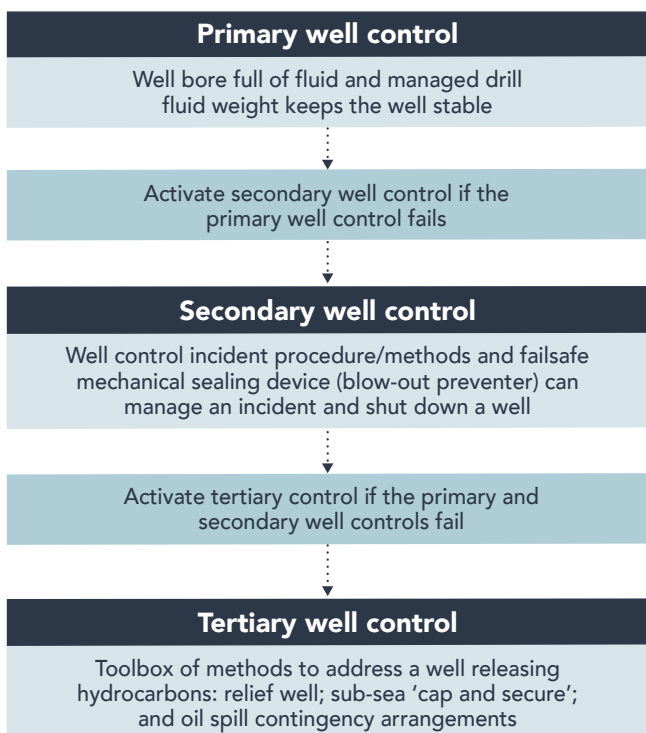 Primary well control
Well bore full of fluid and managed drill
fluid weight keeps the well stable
Activate secondary well control if the
primary well control fails
Secondary well control
Well control incident procedure/methods and failsafe
mechanical sealing device (blow-out preventer) can
manage an incident and shut down a well
Activate tertiary control if the primary and
secondary well controls fail
Tertiary well control
Toolbox of methods to address a well releasing
hydrocarbons: relief well; sub-sea ‘cap and secure’;
and oil spill contingency arrangements